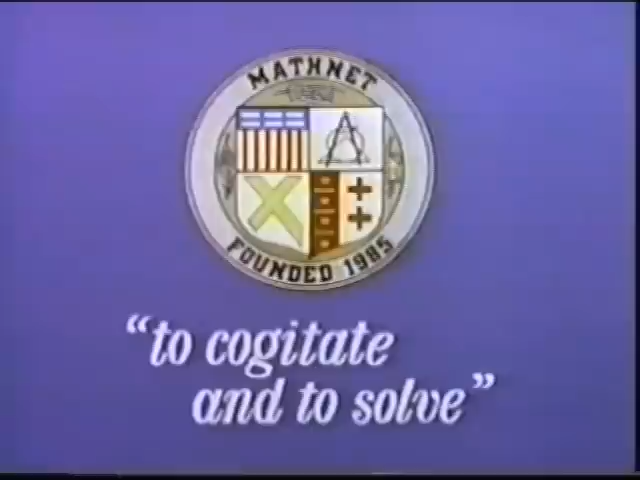 MATHNET
FOUNDED 1985
“to cogitate
and to solve”